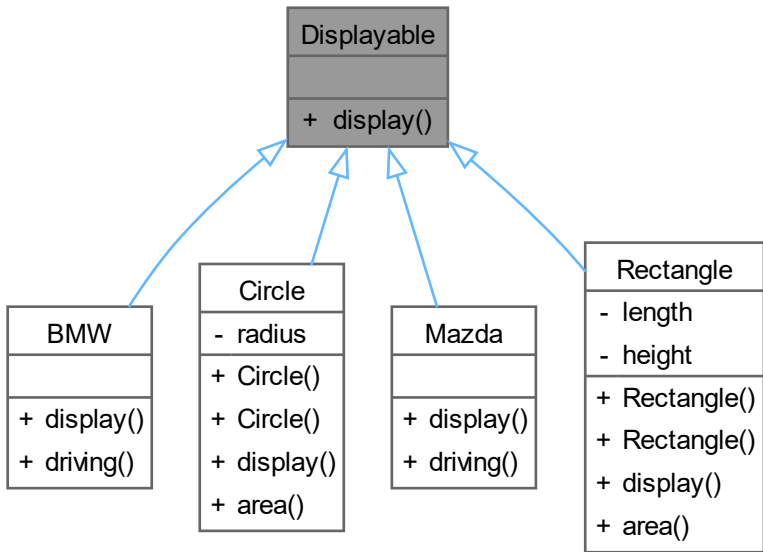 Displayable
+ display()
BMW
+ display()
+ driving()
Circle
- radius
+ Circle()
+ Circle()
+ display()
+ area()
Mazda
+ display()
+ driving()
Rectangle
- length
- height
+ Rectangle()
+ Rectangle()
+ display()
+ area()